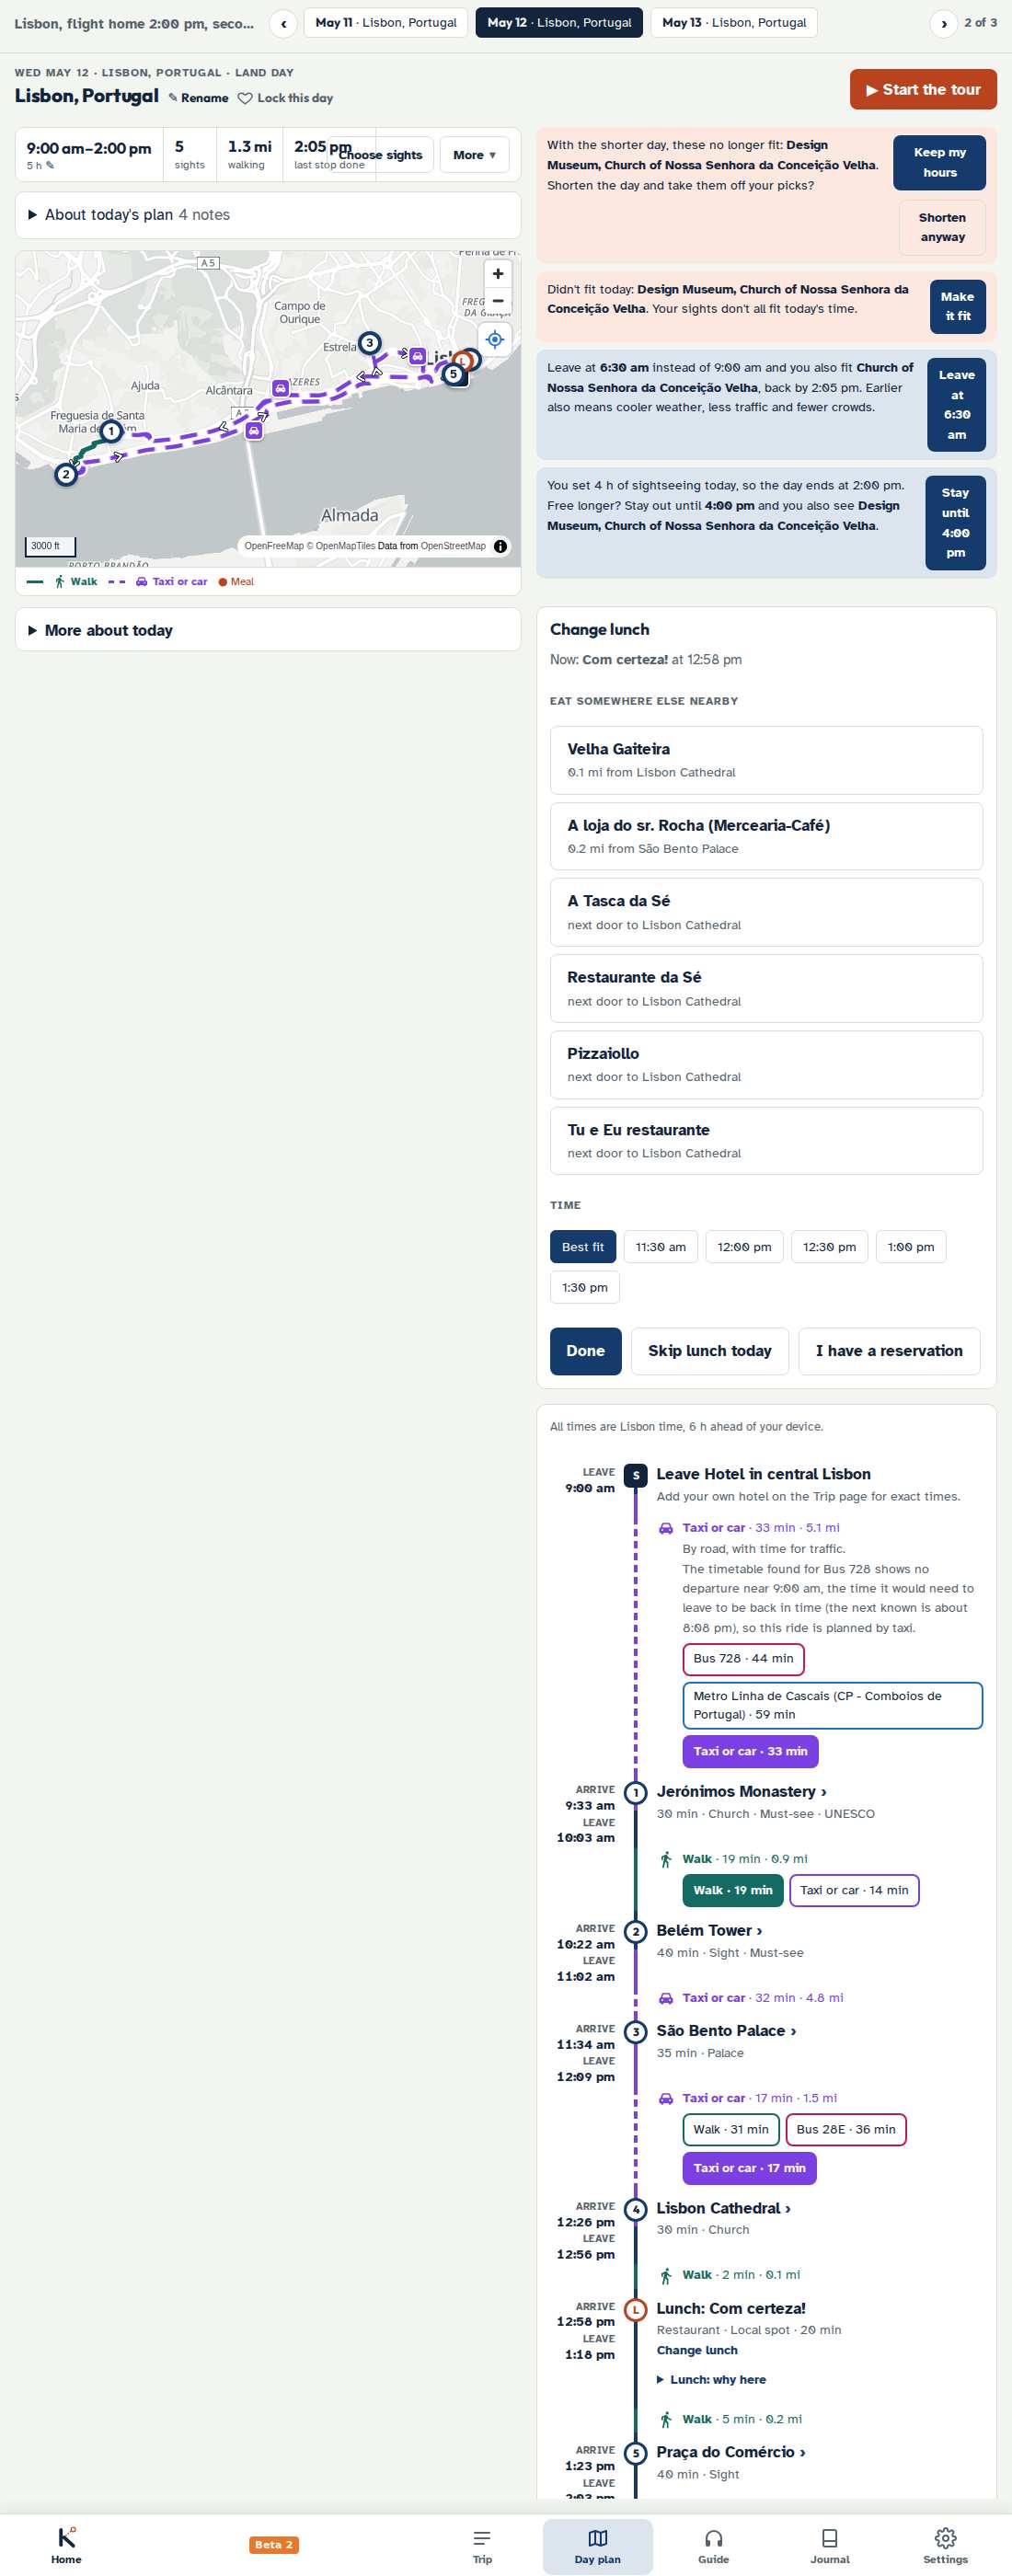 Lisbon, flight home 2:00 pm, seco...
‹
May 11 · Lisbon, Portugal
May 12 · Lisbon, Portugal
May 13 · Lisbon, Portugal
›
2 of 3
WED MAY 12 · LISBON, PORTUGAL · LAND DAY
Lisbon, Portugal ✎ Rename Lock this day
▶ Start the tour
9:00 am–2:00 pm
5 h ✎
5
sights
1.3 mi
walking
2:05 pm
last stop done
Choose sights
More ▼
▶ About today's plan 4 notes
A 5
Campo de
Ourique
Estrela
Ajuda
Alcântara
Freguesia de Santa
Almada
3000 ft
OpenFreeMap © OpenMapTiles Data from OpenStreetMap
Walk
Taxi or car
Meal
▶ More about today
With the shorter day, these no longer fit: Design
Museum, Church of Nossa Senhora da Conceição Velha.
Shorten the day and take them off your picks?
Keep my
hours
Shorten
anyway
Didn't fit today: Design Museum, Church of Nossa Senhora da
Conceição Velha. Your sights don't all fit today's time.
Make
it fit
Leave at 6:30 am instead of 9:00 am and you also fit Church of
Nossa Senhora da Conceição Velha, back by 2:05 pm. Earlier
also means cooler weather, less traffic and fewer crowds.
Leave
at
6:30
am
You set 4 h of sightseeing today, so the day ends at 2:00 pm.
Free longer? Stay out until 4:00 pm and you also see Design
Museum, Church of Nossa Senhora da Conceição Velha.
Stay
until
4:00
pm
Change lunch
Now: Com certeza! at 12:58 pm
EAT SOMEWHERE ELSE NEARBY
Velha Gaiteira
0.1 mi from Lisbon Cathedral
A loja do sr. Rocha (Mercearia-Café)
0.2 mi from São Bento Palace
A Tasca da Sé
next door to Lisbon Cathedral
Restaurante da Sé
next door to Lisbon Cathedral
Pizzaiollo
next door to Lisbon Cathedral
Tu e Eu restaurante
next door to Lisbon Cathedral
TIME
Best fit
11:30 am
12:00 pm
12:30 pm
1:00 pm
1:30 pm
Done
Skip lunch today
I have a reservation
All times are Lisbon time, 6 h ahead of your device.
LEAVE
9:00 am
S
Leave Hotel in central Lisbon
Add your own hotel on the Trip page for exact times.
Taxi or car · 33 min · 5.1 mi
By road, with time for traffic.
The timetable found for Bus 728 shows no
departure near 9:00 am, the time it would need to
leave to be back in time (the next known is about
8:08 pm), so this ride is planned by taxi.
Bus 728 · 44 min
Metro Linha de Cascais (CP - Comboios de
Portugal) · 59 min
Taxi or car · 33 min
ARRIVE
9:33 am
LEAVE
10:03 am
1
Jerónimos Monastery ›
30 min · Church · Must-see · UNESCO
Walk · 19 min · 0.9 mi
Walk · 19 min
Taxi or car · 14 min
ARRIVE
10:22 am
LEAVE
11:02 am
2
Belém Tower ›
40 min · Sight · Must-see
Taxi or car · 32 min · 4.8 mi
ARRIVE
11:34 am
LEAVE
12:09 pm
3
São Bento Palace ›
35 min · Palace
Taxi or car · 17 min · 1.5 mi
Walk · 31 min
Bus 28E · 36 min
Taxi or car · 17 min
ARRIVE
12:26 pm
LEAVE
12:56 pm
4
Lisbon Cathedral ›
30 min · Church
Walk · 2 min · 0.1 mi
ARRIVE
12:58 pm
LEAVE
1:18 pm
L
Lunch: Com certeza!
Restaurant · Local spot · 20 min
Change lunch
▶ Lunch: why here
Walk · 5 min · 0.2 mi
ARRIVE
1:23 pm
LEAVE
2:03 pm
5
Praça do Comércio ›
40 min · Sight
Home
Beta 2
Trip
Day plan
Guide
Journal
Settings